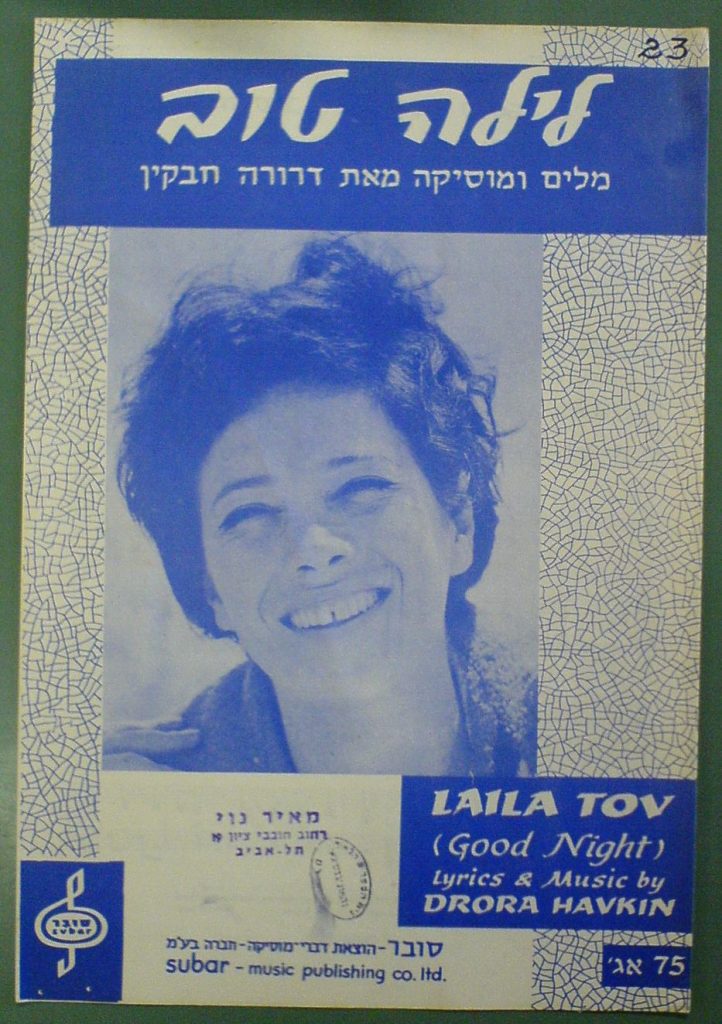 23
לילה טוב
מלים ומוסיקה מאת דרורה חבקין
LAILA TOV
(Good Night)
Lyrics & Music by
DRORA HAVKIN
מאיר נוי
רחוב חובבי ציון
תל-אביב
סובר
subar
סובר-הוצאת דברי-מוסיקה-חברה בע"מ
subar - music publishing co. ltd.
75 אג'